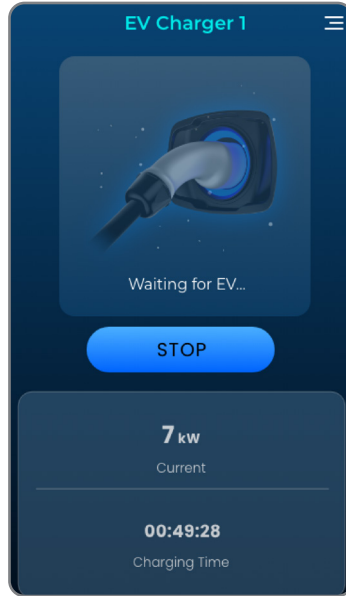 EV Charger 1
Waiting for EV...
STOP
7 kW
Current
00:49:28
Charging Time